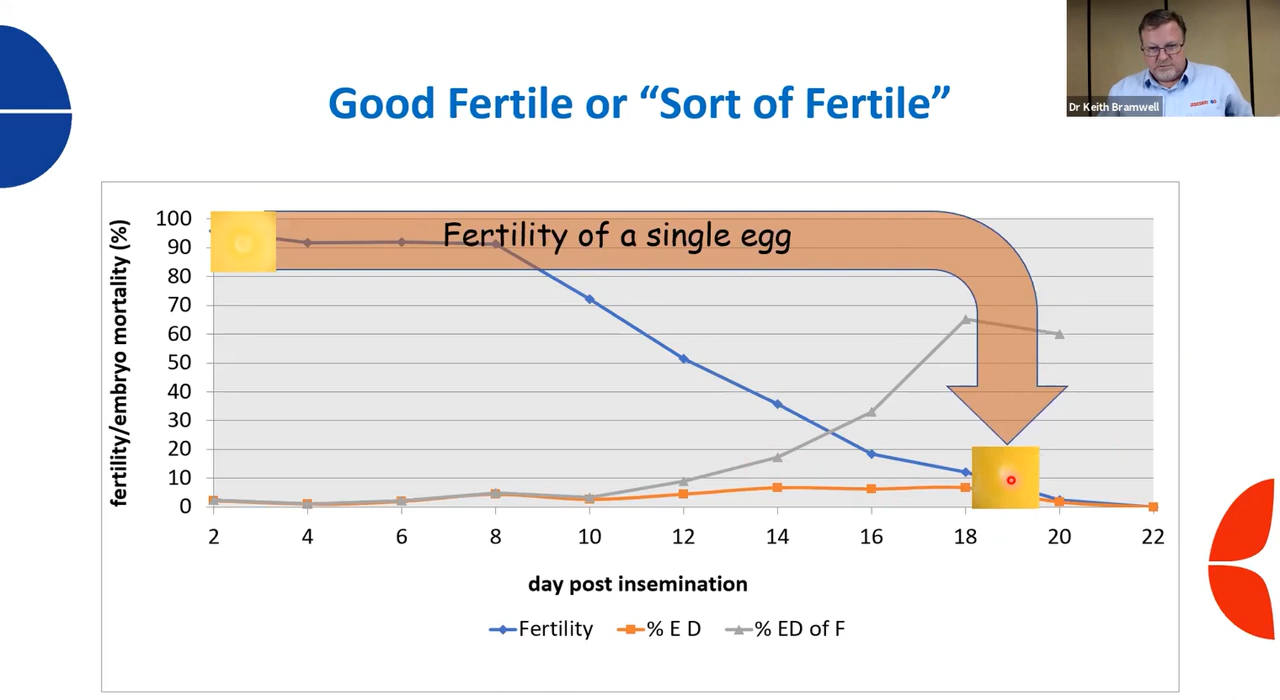 Dr Keith Bramwell
Good Fertile or “Sort of Fertile”
Fertility of a single egg
fertility/embryo mortality (%)
100
90
80
70
60
50
40
30
20
10
0
2 4 6 8 10 12 14 16 18 20 22
day post insemination
Fertility % E D % ED of F